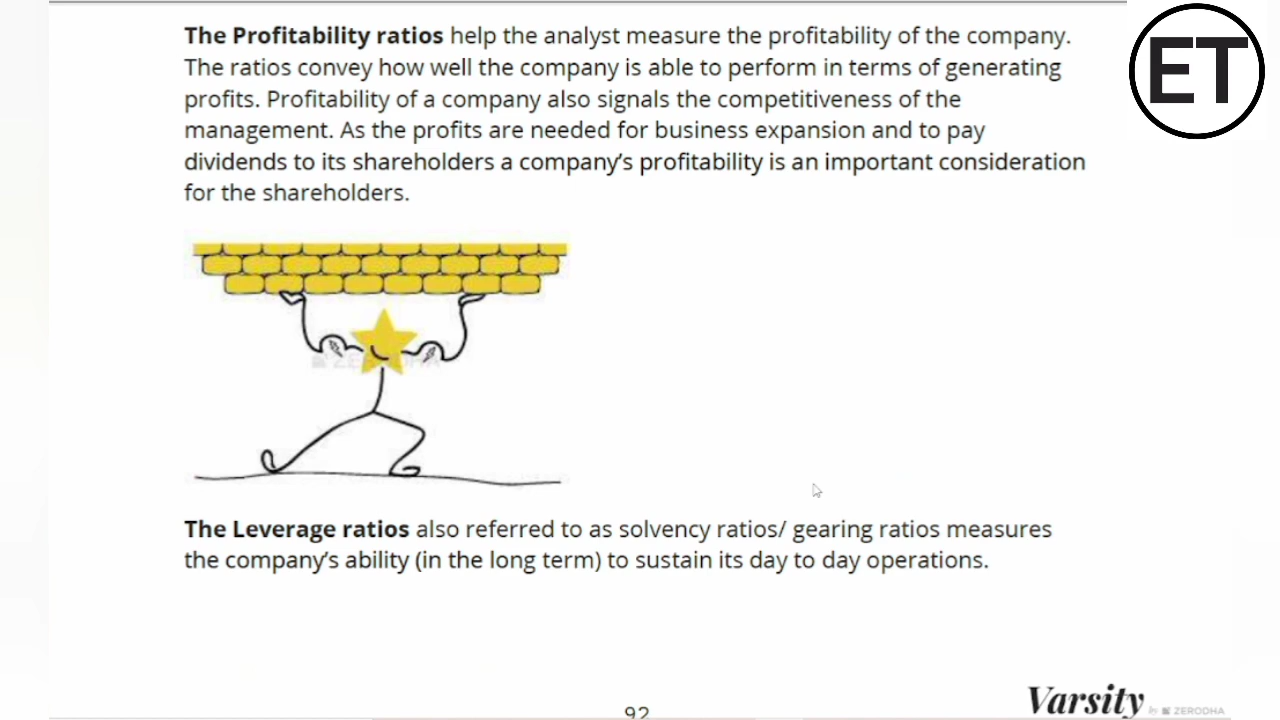 The Profitability ratios help the analyst measure the profitability of the company.
The ratios convey how well the company is able to perform in terms of generating
profits. Profitability of a company also signals the competitiveness of the
management. As the profits are needed for business expansion and to pay
dividends to its shareholders a company's profitability is an important consideration
for the shareholders.
ET
ZERODHA
The Leverage ratios also referred to as solvency ratios/ gearing ratios measures
the company's ability (in the long term) to sustain its day to day operations.
92
Varsity by ZERODHA